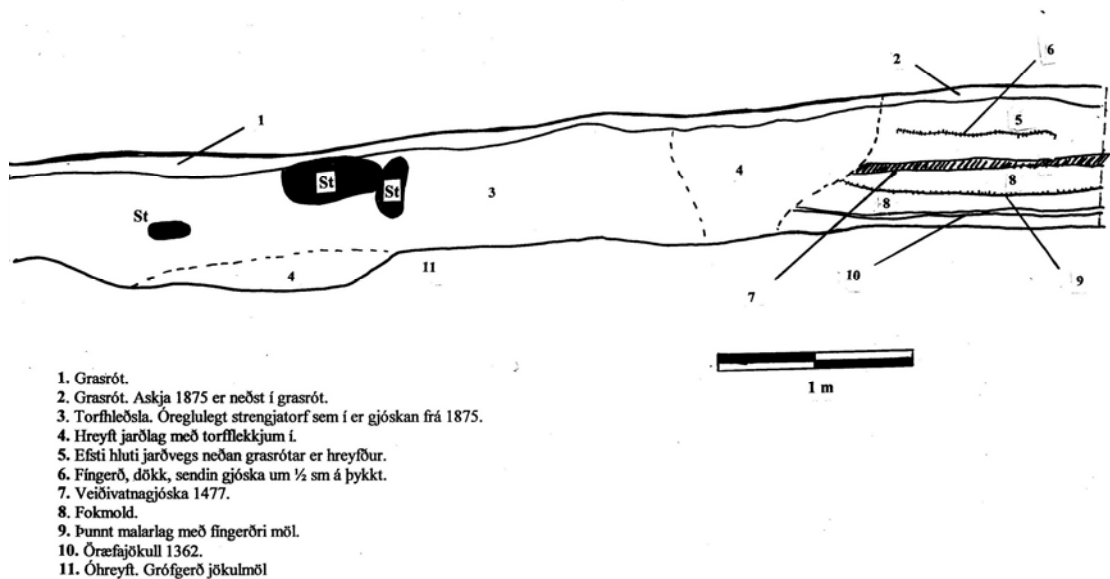 6
2
1
5
St
St
4
8
3
St
8
4
11
7
10
9
1 m
1. Grasrót.
2. Grasrót. Askja 1875 er neðst í grasrót.
3. Torfhleðsla. Óreglulegt strengjatorf sem í er gjóskan frá 1875.
4. Hreyft jarðlag með torfflekkjum í.
5. Efsti hluti jarðvegs neðan grasrótar er hreyfður.
6. Fíngerð, dökk, sendin gjóska um ½ sm á þykkt.
7. Veiðivatnagjóska 1477.
8. Fokmold.
9. Þunnt malarlag með fíngerðri möl.
10. Öræfajökull 1362.
11. Óhreyft. Grófgerð jökulmöl